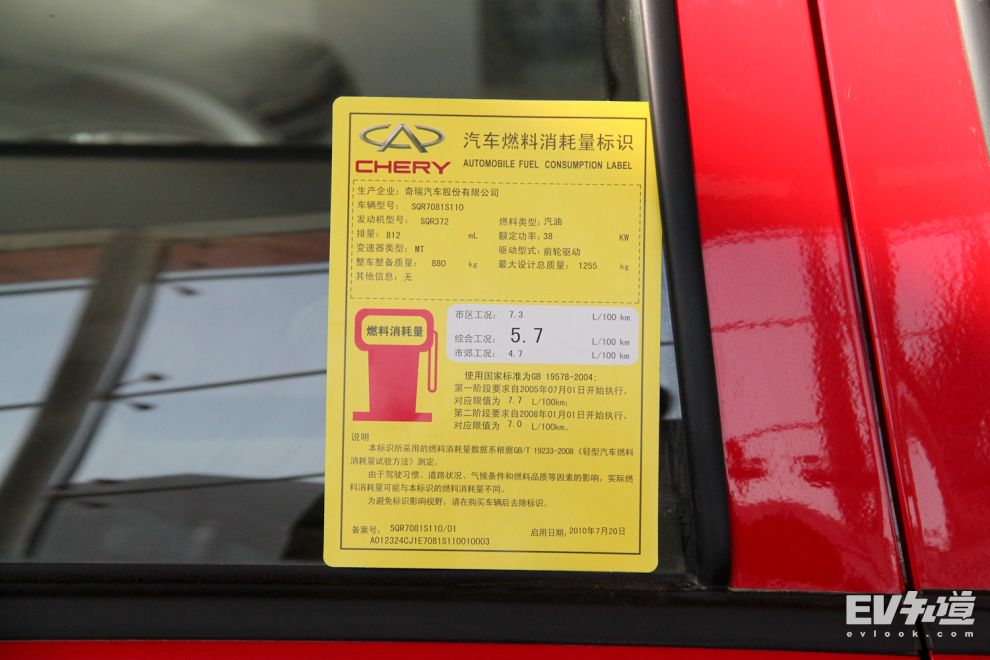 CHERY
汽车燃料消耗量标识
AUTOMOBILE FUEL CONSUMPTION LABEL
生产企业: 奇瑞汽车股份有限公司
车辆型号: SQR7081S110
发动机型号: SQR372 燃料类型: 汽油
排量: 812 mL 额定功率: 38 KW
变速器类型: MT 驱动型式: 前轮驱动
整车整备质量: 880 kg 最大设计总质量: 1255 kg
其他信息: 无
燃料消耗量
市区工况: 7.3 L/100 km
综合工况: 5.7 L/100 km
市郊工况: 4.7 L/100 km
使用国家标准为GB 19578-2004;
第一阶段要求自2005年07月01日开始执行,
对应限值为 7.7 L/100km;
第二阶段要求自2008年01月01日开始执行,
对应限值为 7.0 L/100km。
说明
本标识所采用的燃料消耗量数据系根据GB/T 19233-2008《轻型汽车燃料
消耗量试验方法》测定。
由于驾驶习惯、道路状况、气候条件和燃料品质等因素的影响, 实际燃
料消耗量可能与本标识的燃料消耗量不同。
为避免标识影响视野, 请在购买车辆后去除标识。
备案号: SQR7081S110/01 启用日期: 2010年7月20日
A012324CJ1E7081S110010003
EV知道
evlook.com